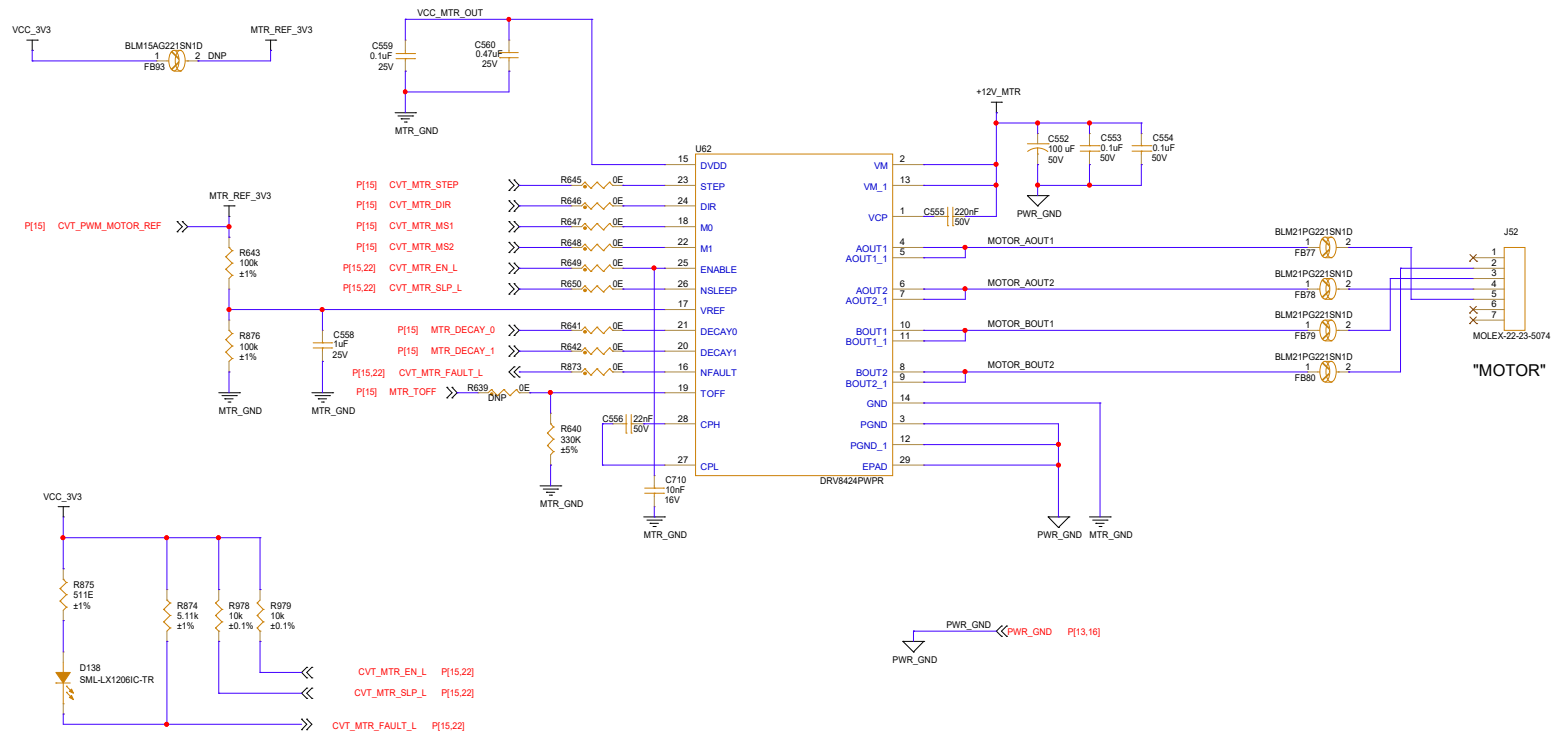 VCC_3V3
BLM15AG221SN1D
1
2
DNP
FB93
MTR_REF_3V3
VCC_MTR_OUT
C559
0.1uF
25V
C560
0.47uF
25V
MTR_GND
+12V_MTR
C552
100 uF
50V
C553
0.1uF
50V
C554
0.1uF
50V
PWR_GND
U62
15 DVDD
P[15] CVT_MTR_STEP R645 0E 23 STEP
P[15] CVT_MTR_DIR R646 0E 24 DIR
P[15] CVT_MTR_MS1 R647 0E 18 M0
P[15] CVT_MTR_MS2 R648 0E 22 M1
P[15,22] CVT_MTR_EN_L R649 0E 25 ENABLE
P[15,22] CVT_MTR_SLP_L R650 0E 26 NSLEEP
17 VREF
P[15] MTR_DECAY_0 R641 0E 21 DECAY0
P[15] MTR_DECAY_1 R642 0E 20 DECAY1
P[15,22] CVT_MTR_FAULT_L R873 0E 16 NFAULT
P[15] MTR_TOFF R639 0E 19 TOFF
DNP
C556 22nF 28 CPH
50V
27 CPL
MTR_REF_3V3
P[15] CVT_PWM_MOTOR_REF
R643
100k
±1%
R876
100k
±1%
C558
1uF
25V
MTR_GND
MTR_GND
R640
330K
±5%
MTR_GND
C710
10nF
16V
MTR_GND
VM 2
VM_1 13
VCP 1 C555 220nF
50V
AOUT1 4 MOTOR_AOUT1
AOUT1_1 5
AOUT2 6 MOTOR_AOUT2
AOUT2_1 7
BOUT1 10 MOTOR_BOUT1
BOUT1_1 11
BOUT2 8 MOTOR_BOUT2
BOUT2_1 9
GND 14
PGND 3
PGND_1 12
EPAD 29
DRV8424PWPR
PWR_GND
MTR_GND
BLM21PG221SN1D
1 2
FB77
BLM21PG221SN1D
1 2
FB78
BLM21PG221SN1D
1 2
FB79
BLM21PG221SN1D
1 2
FB80
J52
1
2
3
4
5
6
7
MOLEX-22-23-5074
"MOTOR"
VCC_3V3
R875
511E
±1%
R874
5.11k
±1%
R978
10k
±0.1%
R979
10k
±0.1%
D138
SML-LX1206IC-TR
CVT_MTR_EN_L P[15,22]
CVT_MTR_SLP_L P[15,22]
CVT_MTR_FAULT_L P[15,22]
PWR_GND
PWR_GND P[13,16]
PWR_GND